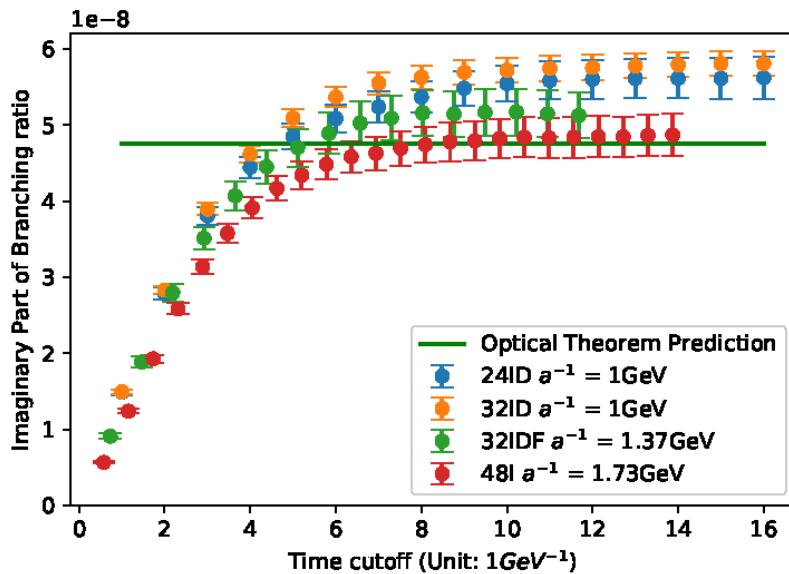 1e−8
6
5
4
3
2
1
0
Imaginary Part of Branching ratio
Optical Theorem Prediction
24ID a⁻¹ = 1GeV
32ID a⁻¹ = 1GeV
32IDF a⁻¹ = 1.37GeV
48I a⁻¹ = 1.73GeV
0 2 4 6 8 10 12 14 16
Time cutoff (Unit: 1GeV⁻¹)